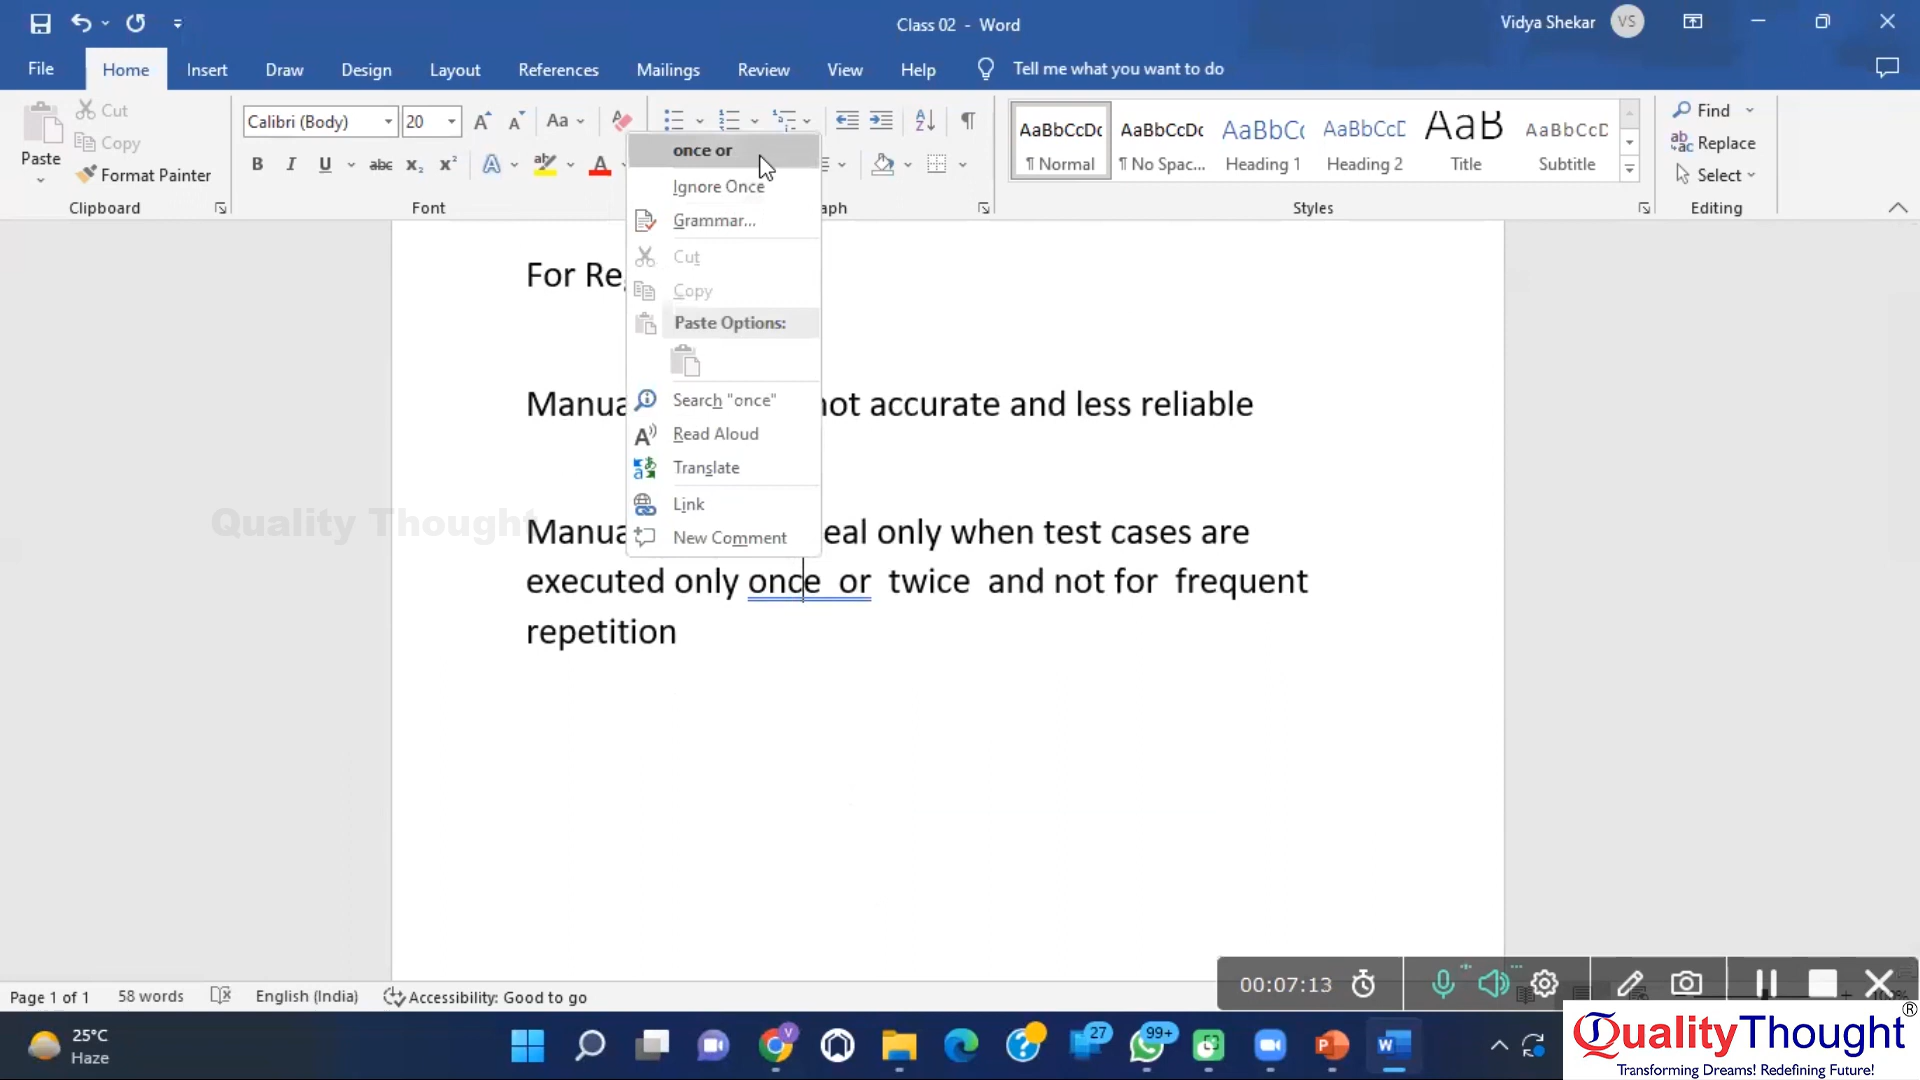 Class 02 - Word
Vidya Shekar
VS
File
Home
Insert
Draw
Design
Layout
References
Mailings
Review
View
Help
Tell me what you want to do
Paste
Cut
Copy
Format Painter
Clipboard
Calibri (Body)
20
Aa
B I U abc x₂ x²
A
A
Font
aph
AaBbCcDc
¶ Normal
AaBbCcDc
¶ No Spac...
AaBbC(
Heading 1
AaBbCcE
Heading 2
AaB
Title
AaBbCcD
Subtitle
Styles
Find
Replace
Select
Editing
once or
Ignore Once
Grammar...
Cut
Copy
Paste Options:
Search "once"
Read Aloud
Translate
Link
New Comment
For Re
Manua
not accurate and less reliable
Quality Thought
Manua
eal only when test cases are
executed only once  or  twice  and not for  frequent
repetition
00:07:13
Page 1 of 1
58 words
English (India)
Accessibility: Good to go
25°C
Haze
V
27
99+
QualityThought®
Transforming Dreams! Redefining Future!